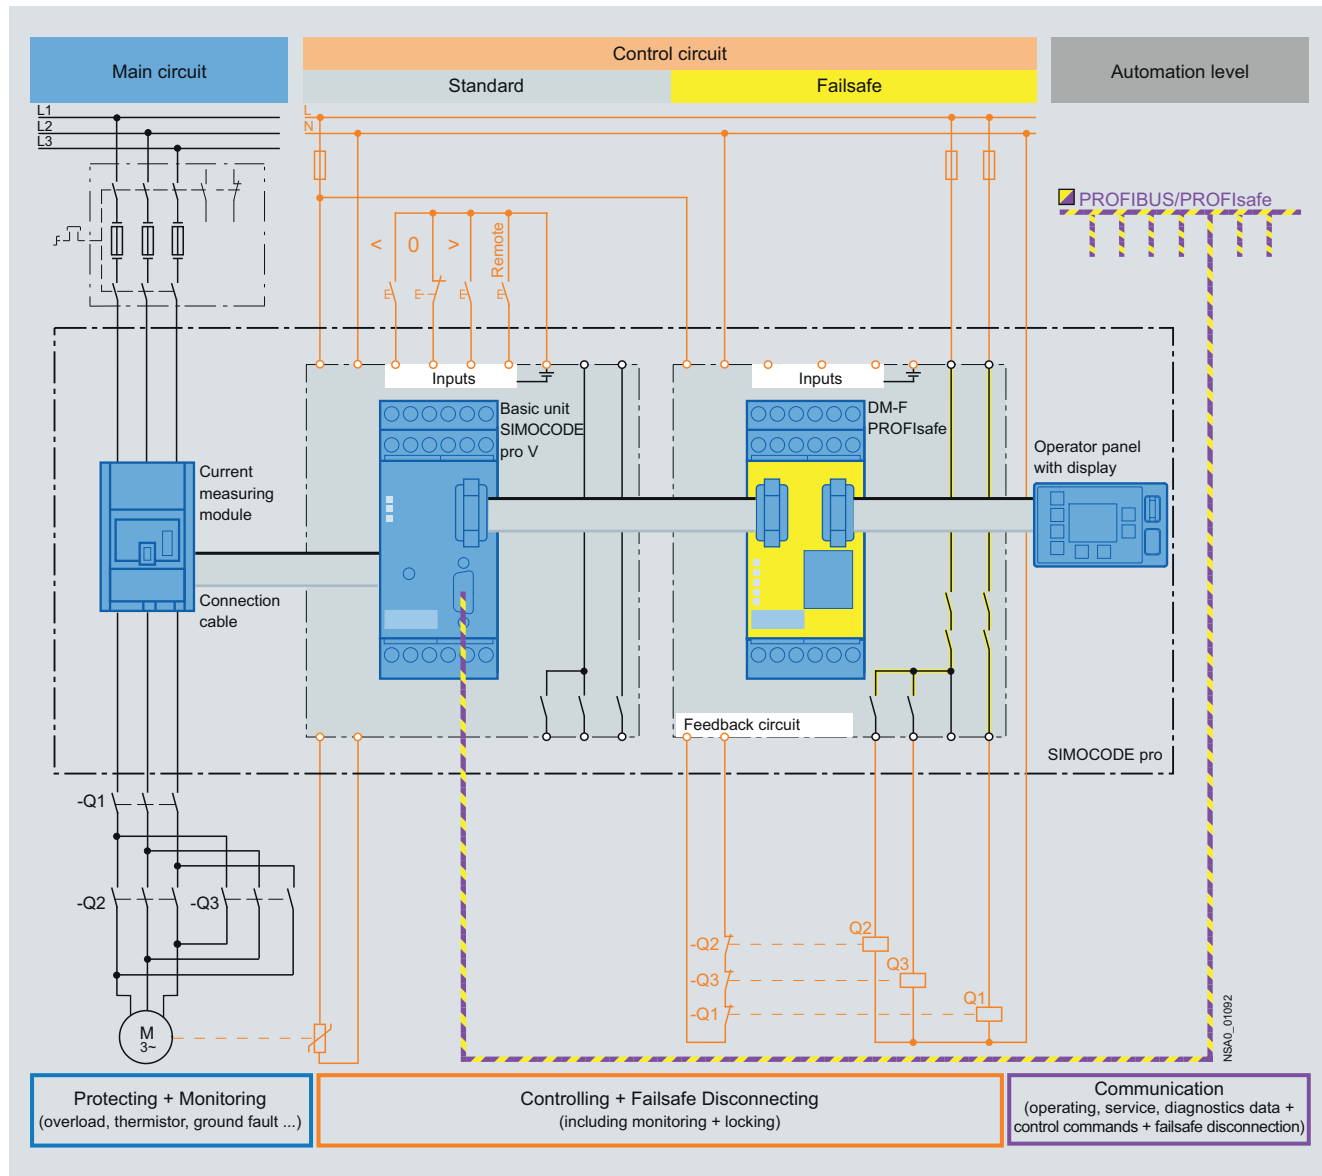 Main circuit
Control circuit
Standard
Failsafe
Automation level
L1
L2
L3
L
N
PROFIBUS/PROFIsafe
< 0 >
Remote
Inputs
Inputs
Basic unit
SIMOCODE
pro V
DM-F
PROFIsafe
Operator panel
with display
Current
measuring
module
Connection
cable
Feedback circuit
SIMOCODE pro
-Q1
-Q2
-Q3
-Q2
Q2
-Q3
Q3
-Q1
Q1
M
3~
NSA0_01092
Protecting + Monitoring
(overload, thermistor, ground fault ...)
Controlling + Failsafe Disconnecting
(including monitoring + locking)
Communication
(operating, service, diagnostics data +
control commands + failsafe disconnection)